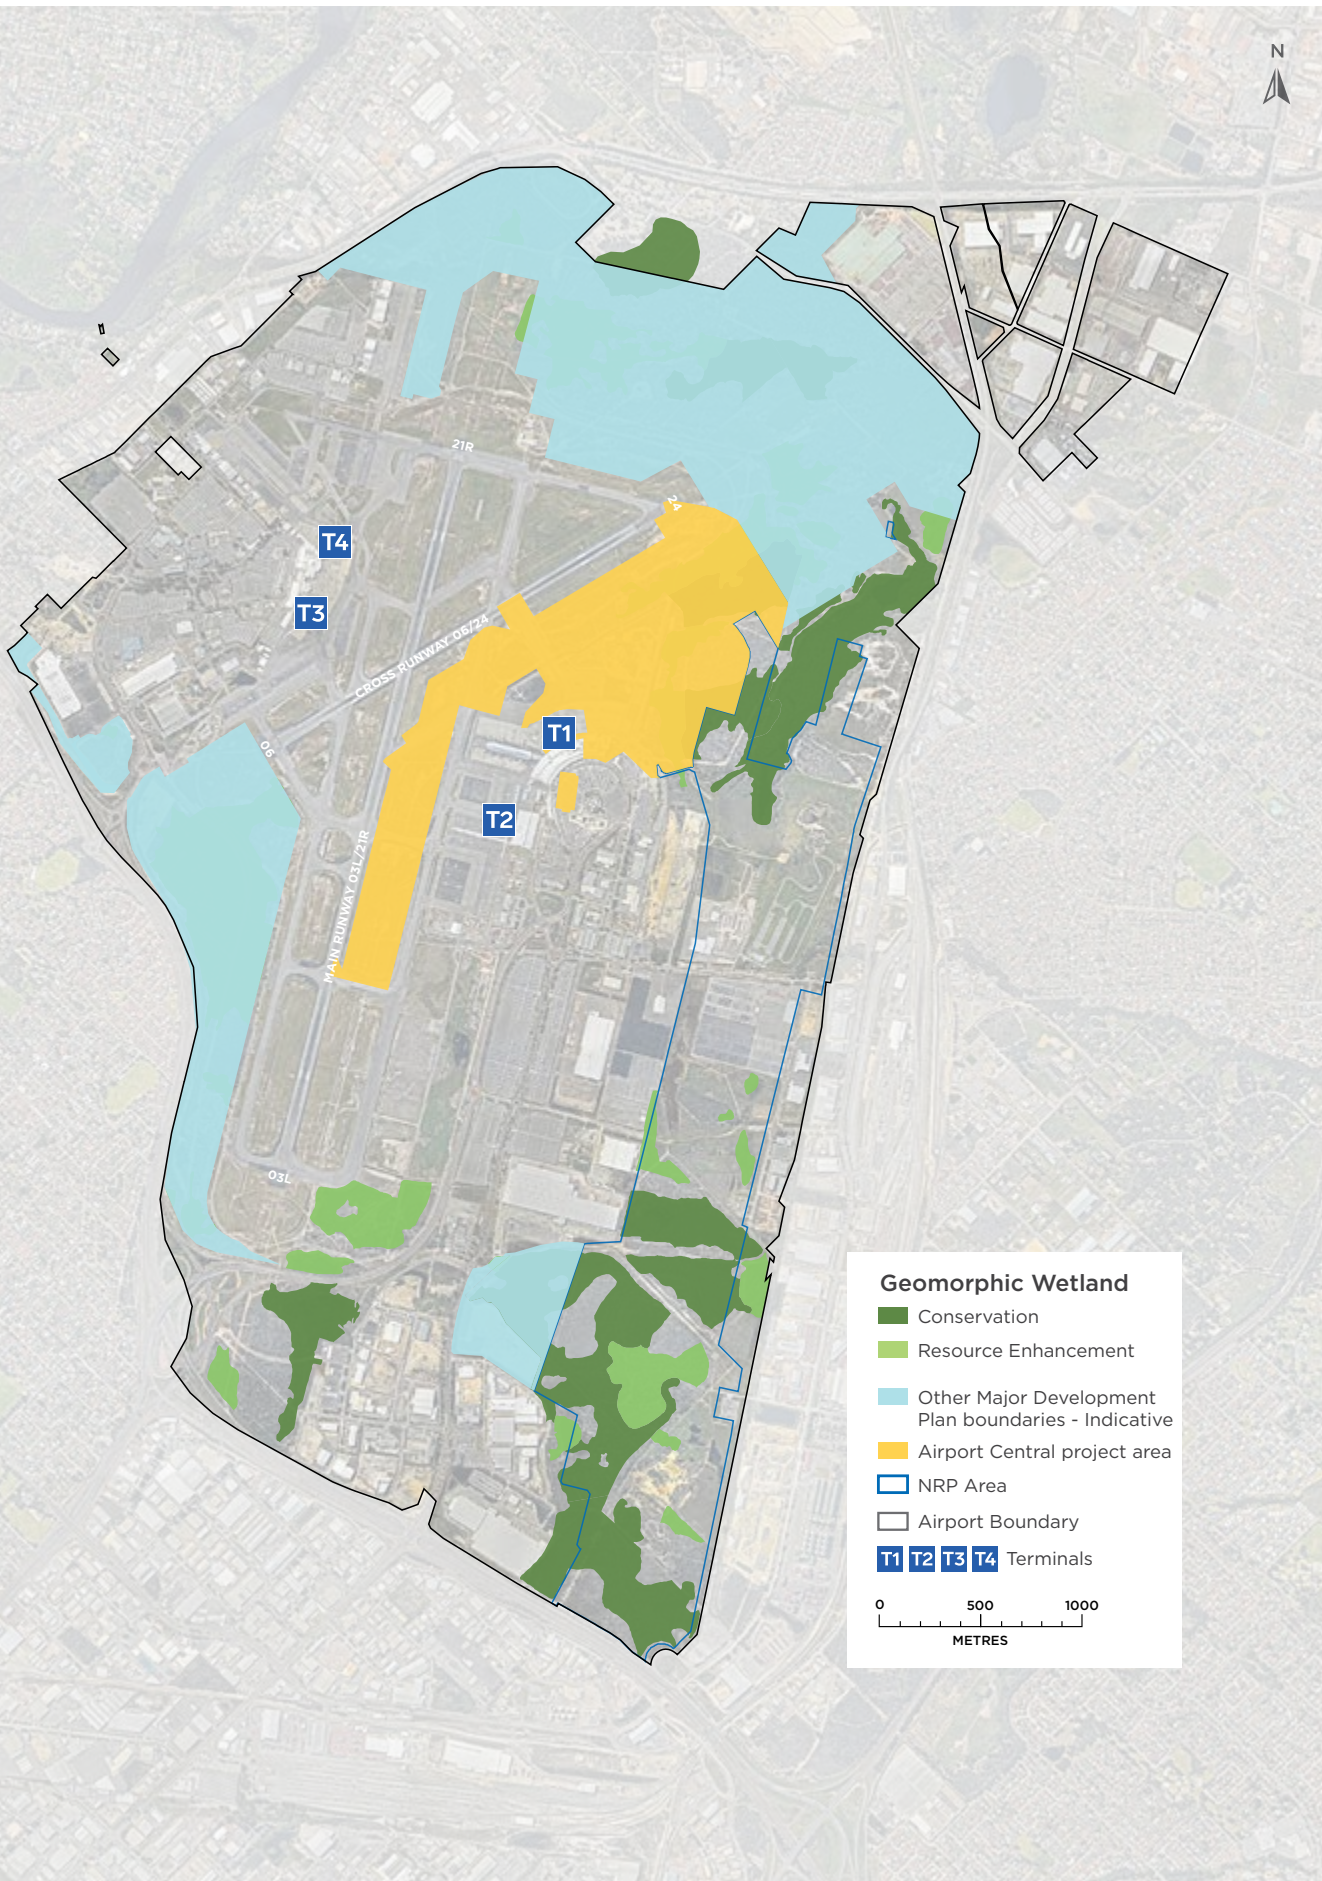 N
21R
24
T4
T3
CROSS RUNWAY 06/24
T1
06
T2
MAIN RUNWAY 03L/21R
03L
Geomorphic Wetland
Conservation
Resource Enhancement
Other Major Development
Plan boundaries - Indicative
Airport Central project area
NRP Area
Airport Boundary
T1 T2 T3 T4 Terminals
0 500 1000
METRES